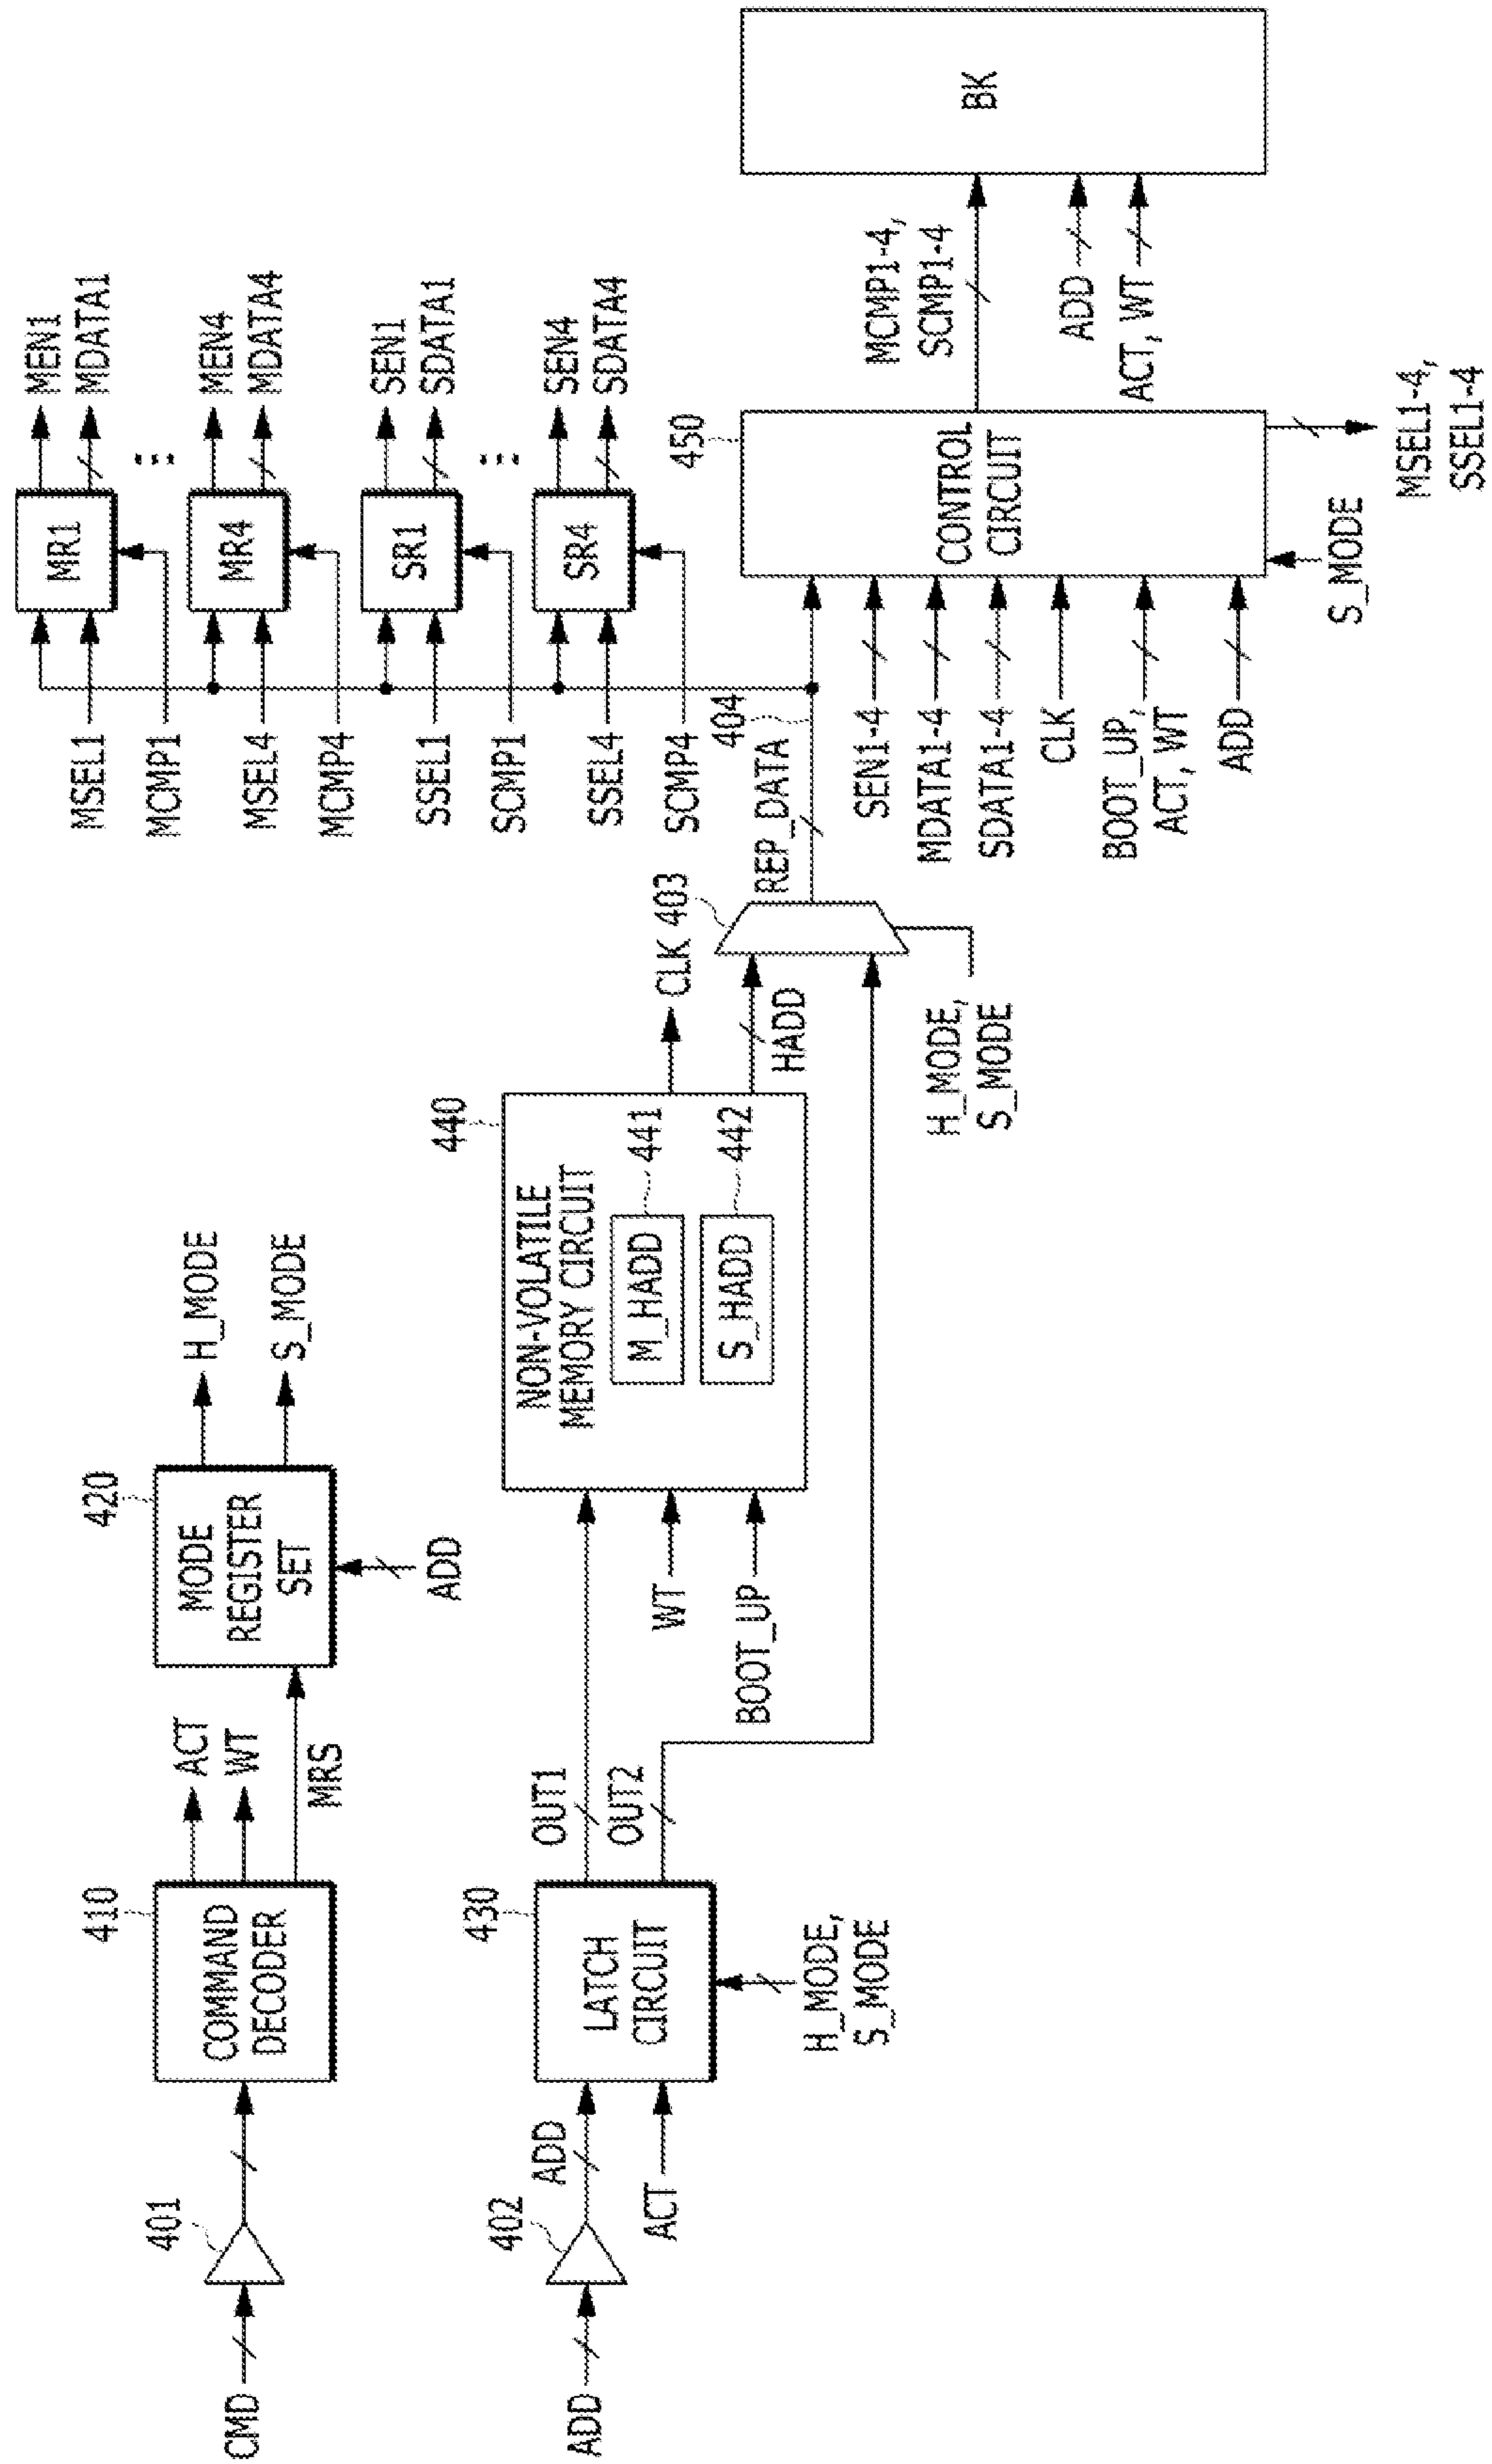 CMD
401
410
COMMAND
DECODER
ACT
WT
MRS
420
MODE
REGISTER
SET
ADD
H_MODE
S_MODE
ADD
402
ADD
ACT
430
LATCH
CIRCUIT
H_MODE,
S_MODE
OUT1
OUT2
WT
BOOT_UP
440
NON-VOLATILE
MEMORY CIRCUIT
M_HADD
441
S_HADD
442
CLK
HADD
403
H_MODE,
S_MODE
REP_DATA
404
MSEL1
MCMP1
MR1
MEN1
MDATA1
MSEL4
MCMP4
MR4
MEN4
MDATA4
SSEL1
SCMP1
SR1
SEN1
SDATA1
SSEL4
SCMP4
SR4
SEN4
SDATA4
SEN1-4
MDATA1-4
SDATA1-4
CLK
BOOT_UP,
ACT, WT
ADD
450
CONTROL
CIRCUIT
S_MODE
MSEL1-4,
SSEL1-4
MCMP1-4,
SCMP1-4
ADD
ACT, WT
BK